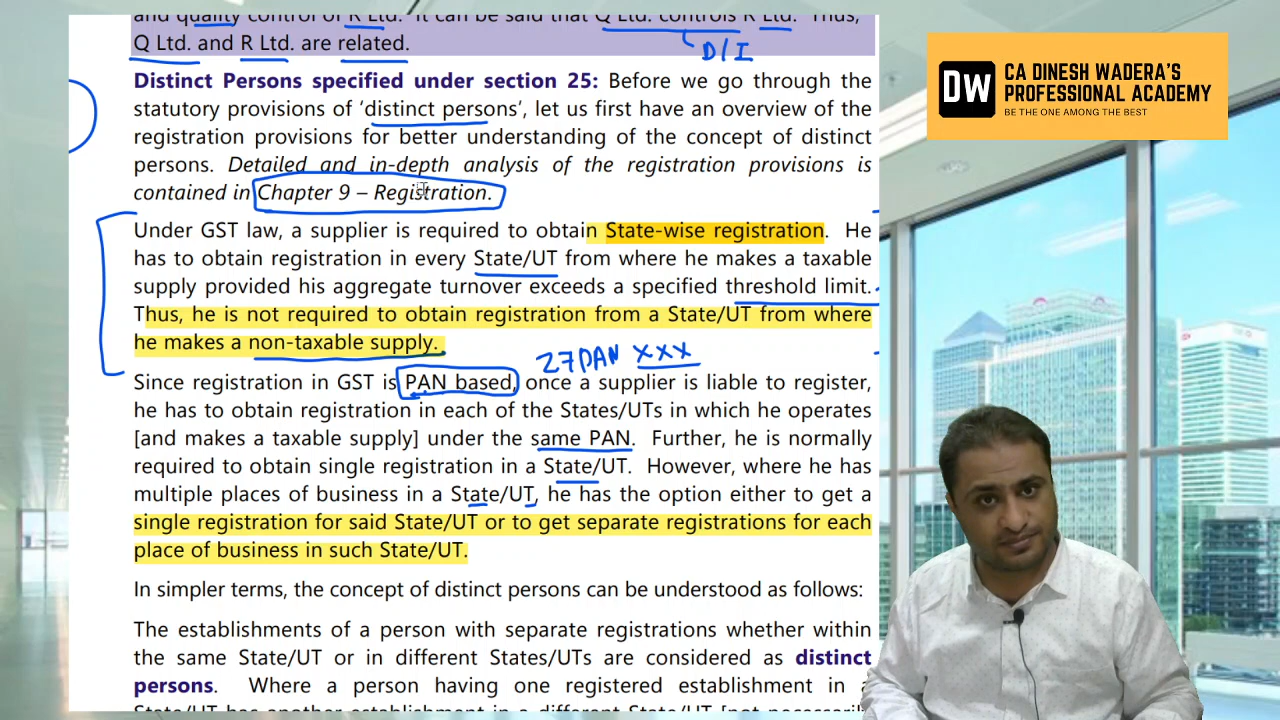 and quality control of R Ltd. It can be said that Q Ltd. controls R Ltd. Thus,
Q Ltd. and R Ltd. are related.
D/I
Distinct Persons specified under section 25: Before we go through the
statutory provisions of ‘distinct persons’, let us first have an overview of the
registration provisions for better understanding of the concept of distinct
persons. Detailed and in-depth analysis of the registration provisions is
contained in Chapter 9 – Registration.
Under GST law, a supplier is required to obtain State-wise registration. He
has to obtain registration in every State/UT from where he makes a taxable
supply provided his aggregate turnover exceeds a specified threshold limit.
Thus, he is not required to obtain registration from a State/UT from where
he makes a non-taxable supply.
27PAN XXX
Since registration in GST is PAN based, once a supplier is liable to register,
he has to obtain registration in each of the States/UTs in which he operates
[and makes a taxable supply] under the same PAN. Further, he is normally
required to obtain single registration in a State/UT. However, where he has
multiple places of business in a State/UT, he has the option either to get a
single registration for said State/UT or to get separate registrations for each
place of business in such State/UT.
In simpler terms, the concept of distinct persons can be understood as follows:
The establishments of a person with separate registrations whether within
the same State/UT or in different States/UTs are considered as distinct
persons. Where a person having one registered establishment in a
State/UT has another establishment in a different State/UT [not necessarily
DW
CA DINESH WADERA'S
PROFESSIONAL ACADEMY
BE THE ONE AMONG THE BEST